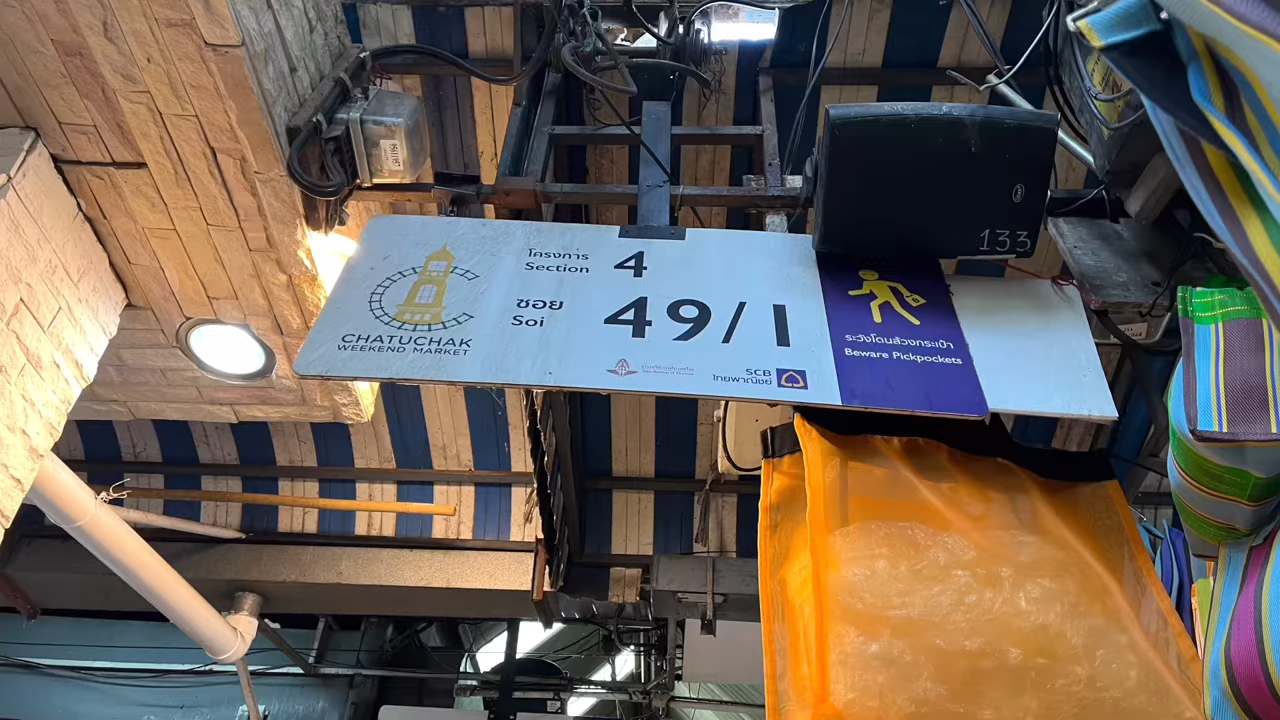 CHATUCHAK
WEEKEND MARKET
โครงการ 4
Section
ซอย 49/1
Soi
SCB
ไทยพาณิชย์
133
ระวังโดนล้วงกระเป๋า
Beware Pickpockets